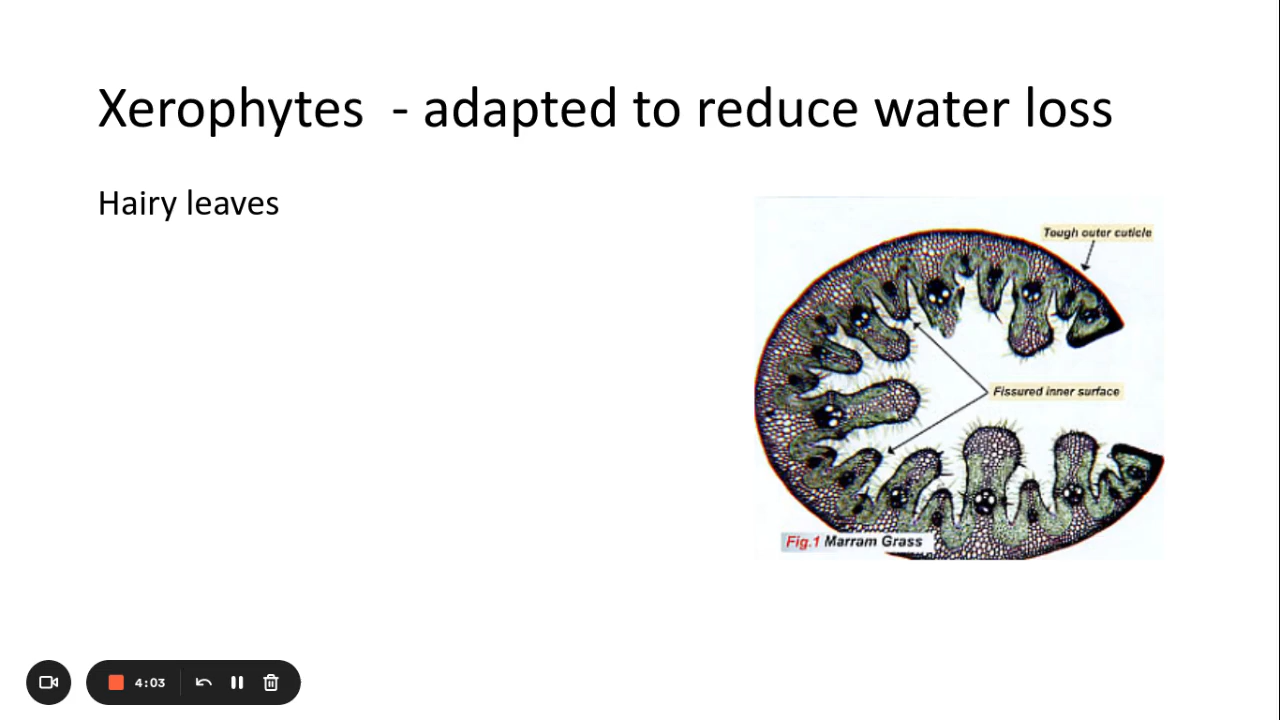 Xerophytes  - adapted to reduce water loss
Hairy leaves
Tough outer cuticle
Fissured inner surface
Fig.1 Marram Grass
4:03